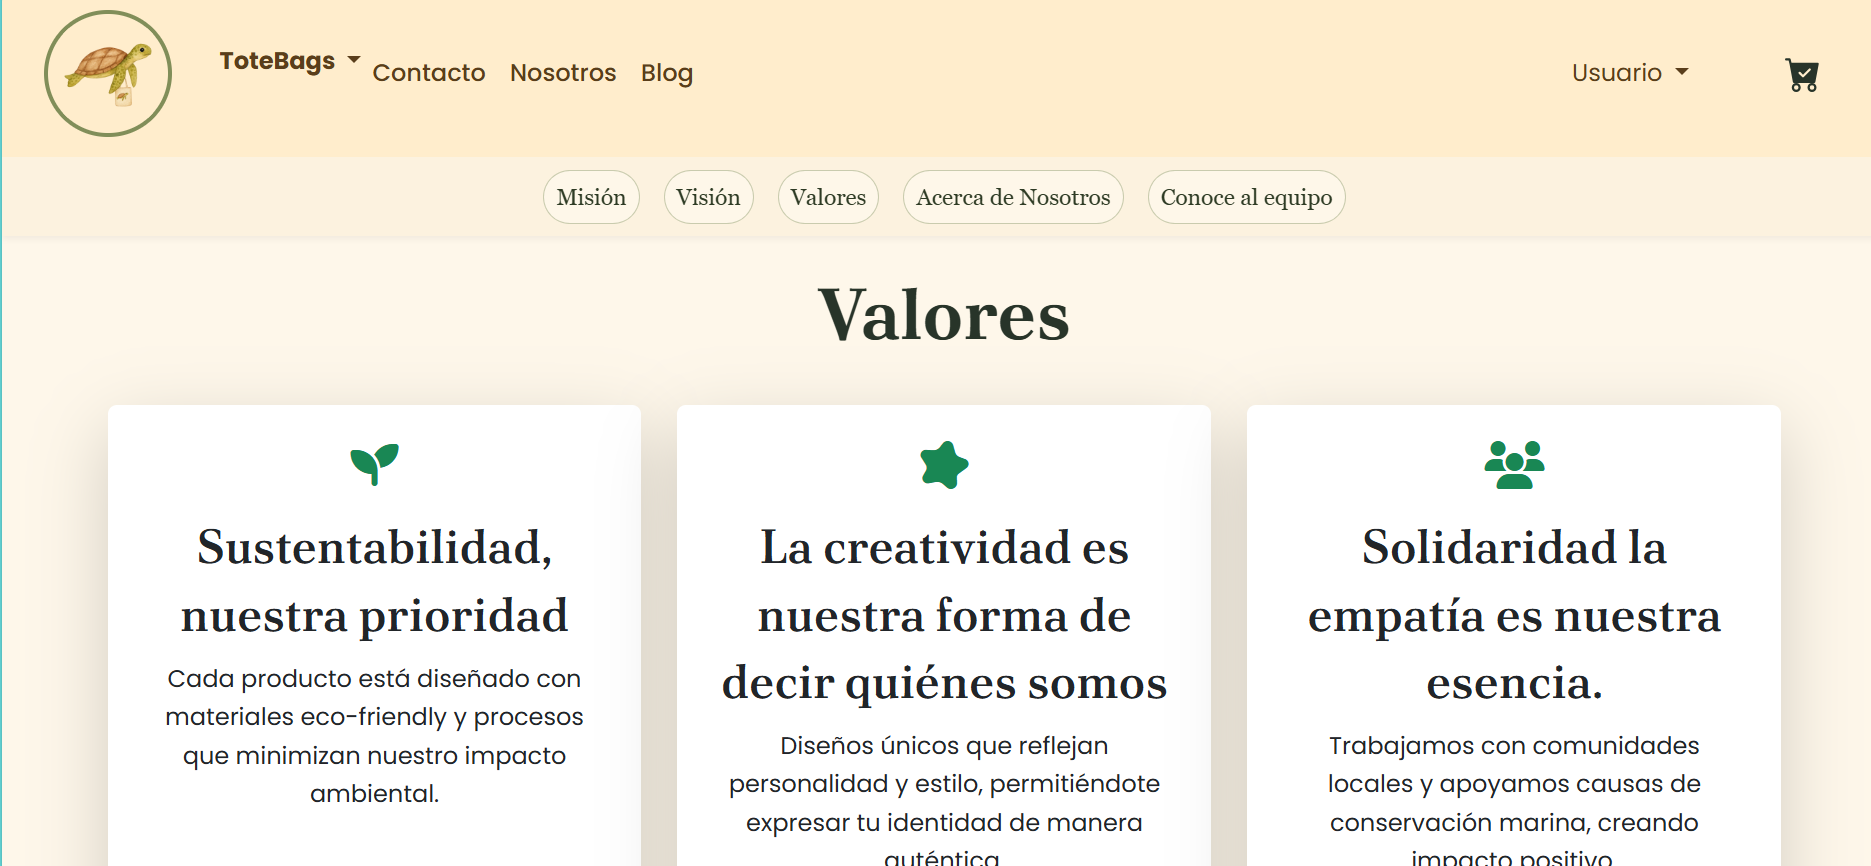 ToteBags Contacto Nosotros Blog Usuario
Misión Visión Valores Acerca de Nosotros Conoce al equipo
Valores
Sustentabilidad,
nuestra prioridad
Cada producto está diseñado con
materiales eco-friendly y procesos
que minimizan nuestro impacto
ambiental.
La creatividad es
nuestra forma de
decir quiénes somos
Diseños únicos que reflejan
personalidad y estilo, permitiéndote
expresar tu identidad de manera
auténtica
Solidaridad la
empatía es nuestra
esencia.
Trabajamos con comunidades
locales y apoyamos causas de
conservación marina, creando
impacto positivo